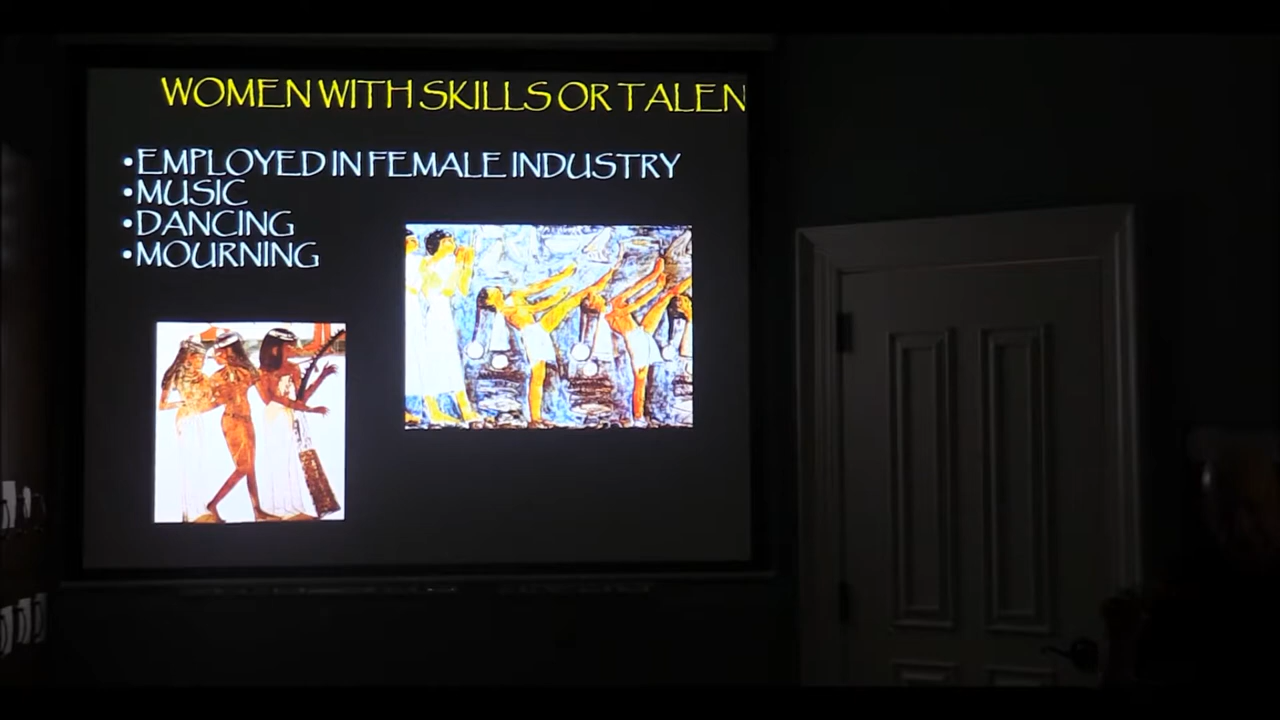 WOMEN WITH SKILLS OR TALEN
•EMPLOYED IN FEMALE INDUSTRY
•MUSIC
•DANCING
•MOURNING